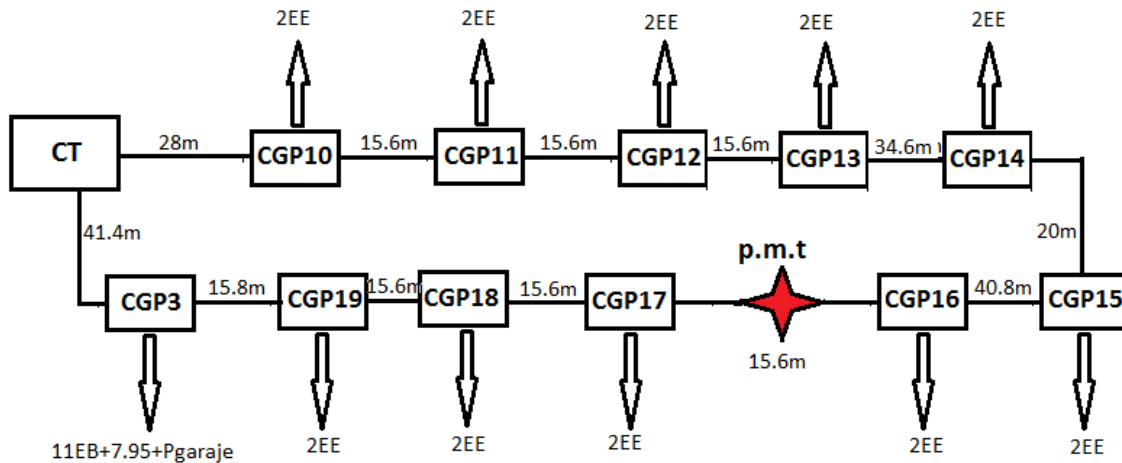 2EE
2EE
2EE
2EE
2EE
CT
28m
CGP10
15.6m
CGP11
15.6m
CGP12
15.6m
CGP13
34.6m
CGP14
41.4m
20m
p.m.t
CGP3
15.8m
CGP19
15.6m
CGP18
15.6m
CGP17
15.6m
CGP16
40.8m
CGP15
11EB+7.95+Pgaraje
2EE
2EE
2EE
2EE
2EE